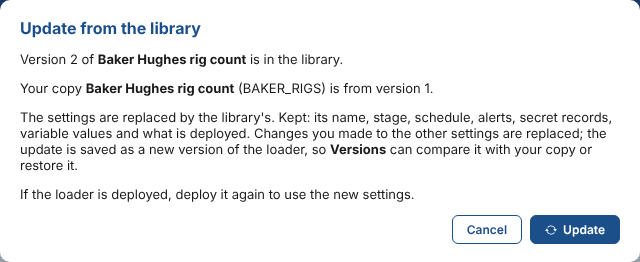 Update from the library
Version 2 of Baker Hughes rig count is in the library.
Your copy Baker Hughes rig count (BAKER_RIGS) is from version 1.
The settings are replaced by the library's. Kept: its name, stage, schedule, alerts, secret records,
variable values and what is deployed. Changes you made to the other settings are replaced; the
update is saved as a new version of the loader, so Versions can compare it with your copy or
restore it.
If the loader is deployed, deploy it again to use the new settings.
Cancel
Update